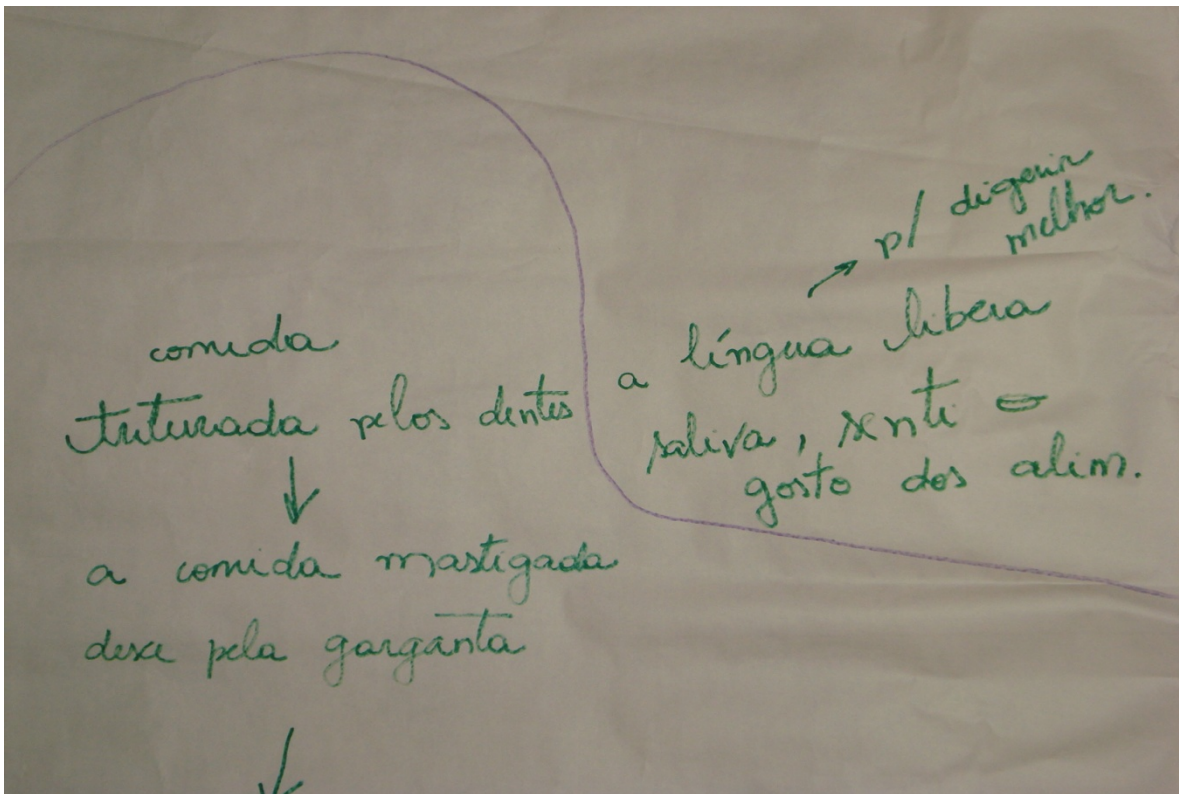 comida
triturada pelos dentes
↓
a comida mastigada
desce pela garganta
↓
→ p/ digerir
melhor.
a língua libera
saliva, senti o
gosto dos alim.